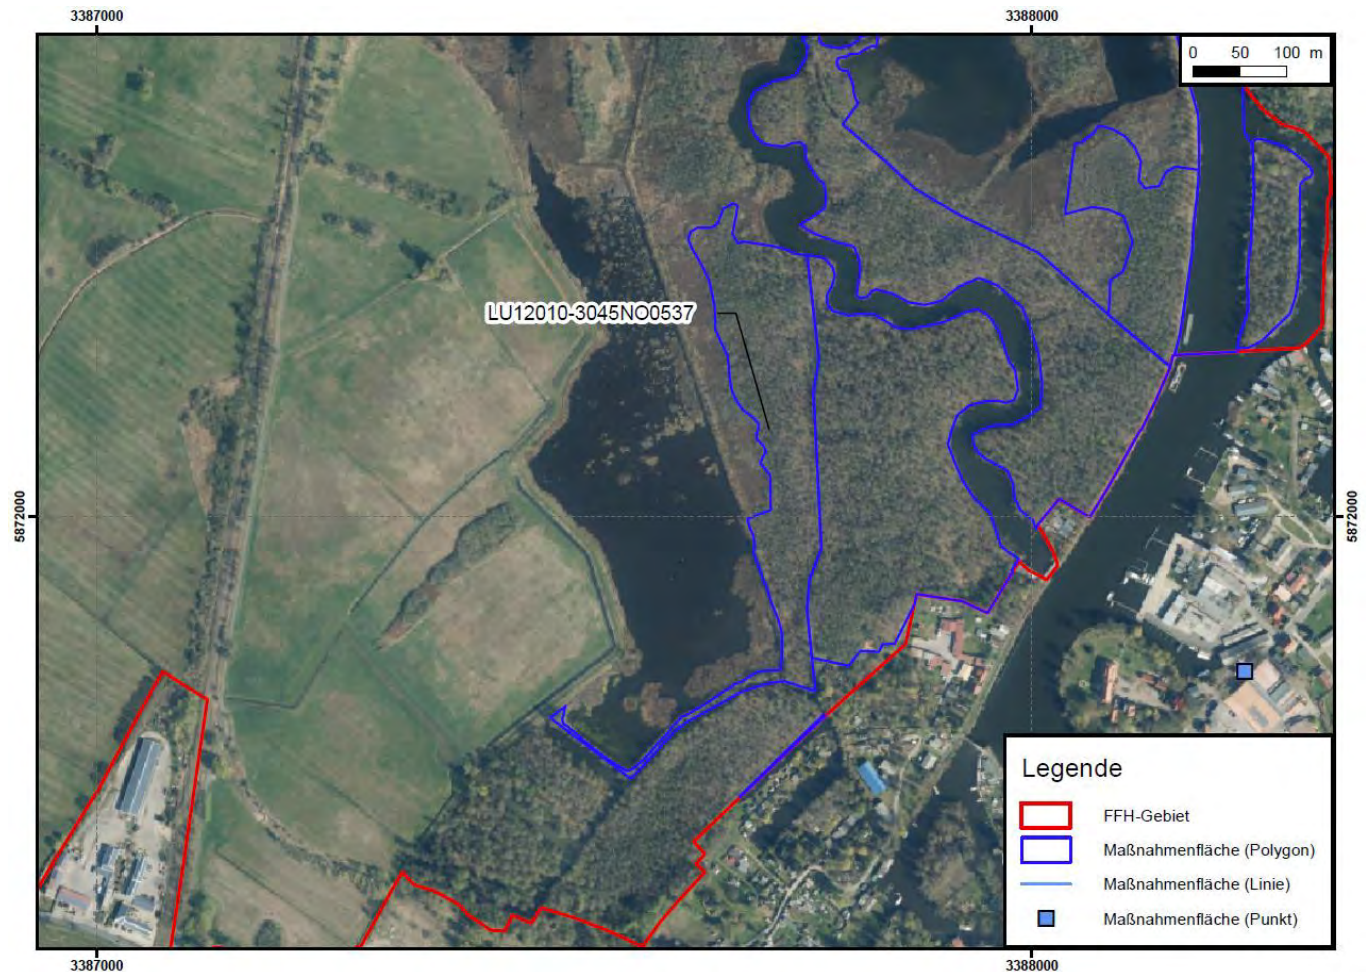 3387000 3388000
0 50 100 m
LU12010-3045NO0537
5872000 5872000
Legende
FFH-Gebiet
Maßnahmenfläche (Polygon)
Maßnahmenfläche (Linie)
Maßnahmenfläche (Punkt)
3387000 3388000